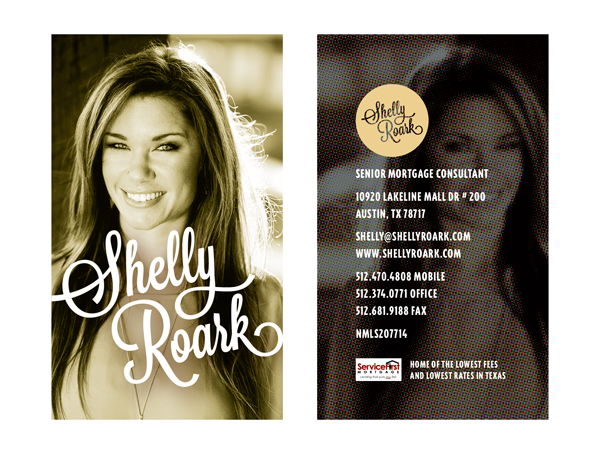 Shelly
Roark
Shelly
Roark
SENIOR MORTGAGE CONSULTANT
10920 LAKELINE MALL DR # 200
AUSTIN, TX 78717
SHELLY@SHELLYROARK.COM
WWW.SHELLYROARK.COM
512.470.4808 MOBILE
512.374.0771 OFFICE
512.681.9188 FAX
NMLS207714
ServiceFirst
MORTGAGE
HOME OF THE LOWEST FEES
AND LOWEST RATES IN TEXAS